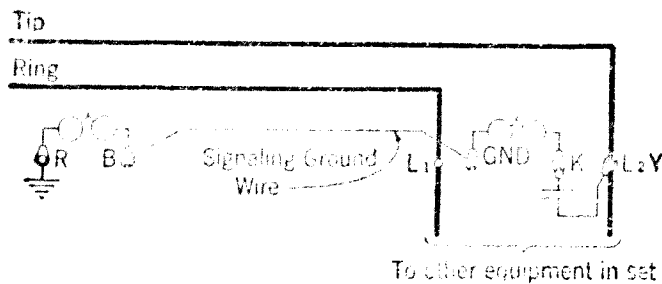 Tip
Ring
R B L1 GND K L2Y
Signaling Ground
Wire
To other equipment in set